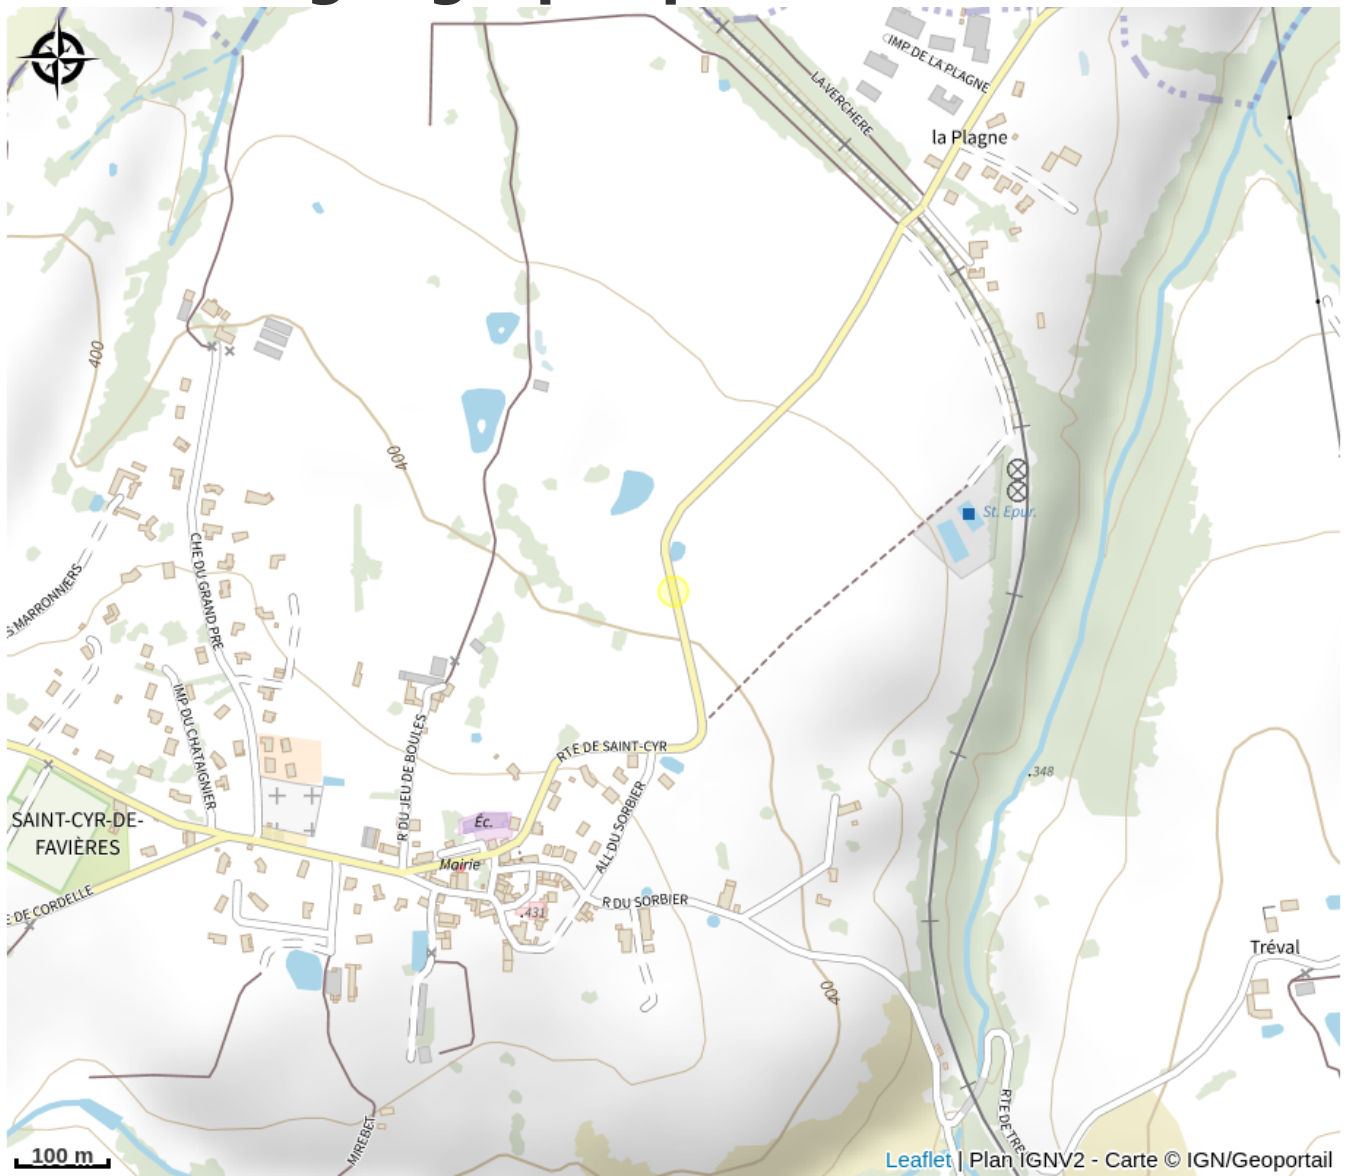 IMP. DE LA PLAGNE
LA VERCHERE
la Plagne
400
400
St. Epur.
CHE DU GRAND PRE
S MARRONNIERS
IMP DU CHATAIGNIER
R DU JEU DE BOULES
RTE DE SAINT-CYR
348
SAINT-CYR-DE-
FAVIÈRES
Éc.
Mairie
ALL DU SORBIER
E DE CORDELLE
431
R DU SORBIER
Tréval
400
RTE DE TRE
MIREBET
100 m
Leaflet | Plan IGNV2 - Carte © IGN/Geoportail